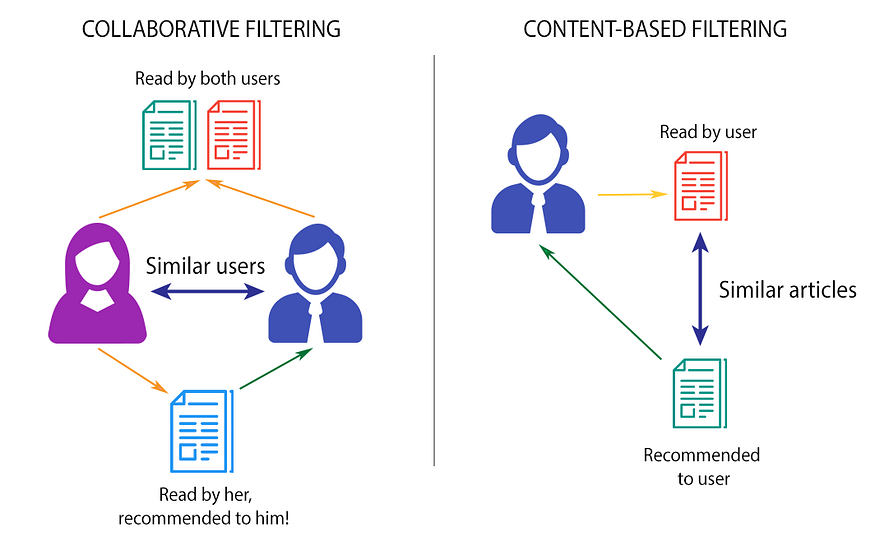 COLLABORATIVE FILTERING
Read by both users
Similar users
Read by her,
recommended to him!
CONTENT-BASED FILTERING
Read by user
Similar articles
Recommended
to user